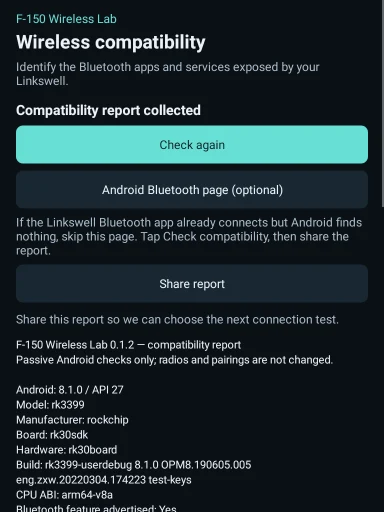 F-150 Wireless Lab
Wireless compatibility
Identify the Bluetooth apps and services exposed by your
Linkswell.
Compatibility report collected
Check again
Android Bluetooth page (optional)
If the Linkswell Bluetooth app already connects but Android finds
nothing, skip this page. Tap Check compatibility, then share the
report.
Share report
Share this report so we can choose the next connection test.
F-150 Wireless Lab 0.1.2 — compatibility report
Passive Android checks only; radios and pairings are not changed.
Android: 8.1.0 / API 27
Model: rk3399
Manufacturer: rockchip
Board: rk30sdk
Hardware: rk30board
Build: rk3399-userdebug 8.1.0 OPM8.190605.005
eng.zxw.20220304.174223 test-keys
CPU ABI: arm64-v8a
Bluetooth feature advertised: Yes